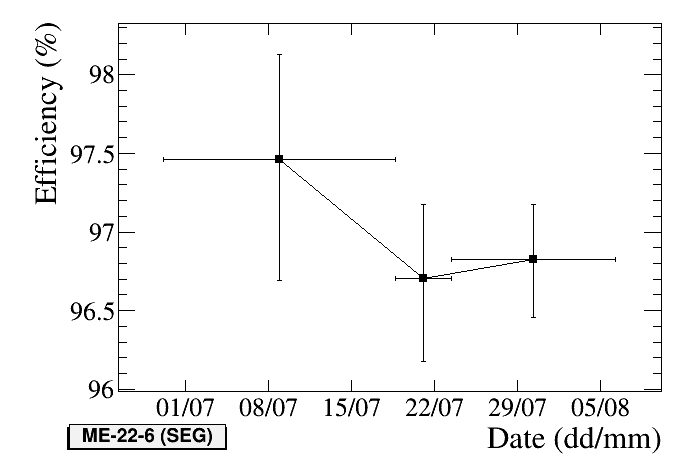 Efficiency (%)
98
97.5
97
96.5
96
01/07 08/07 15/07 22/07 29/07 05/08
ME-22-6 (SEG)
Date (dd/mm)